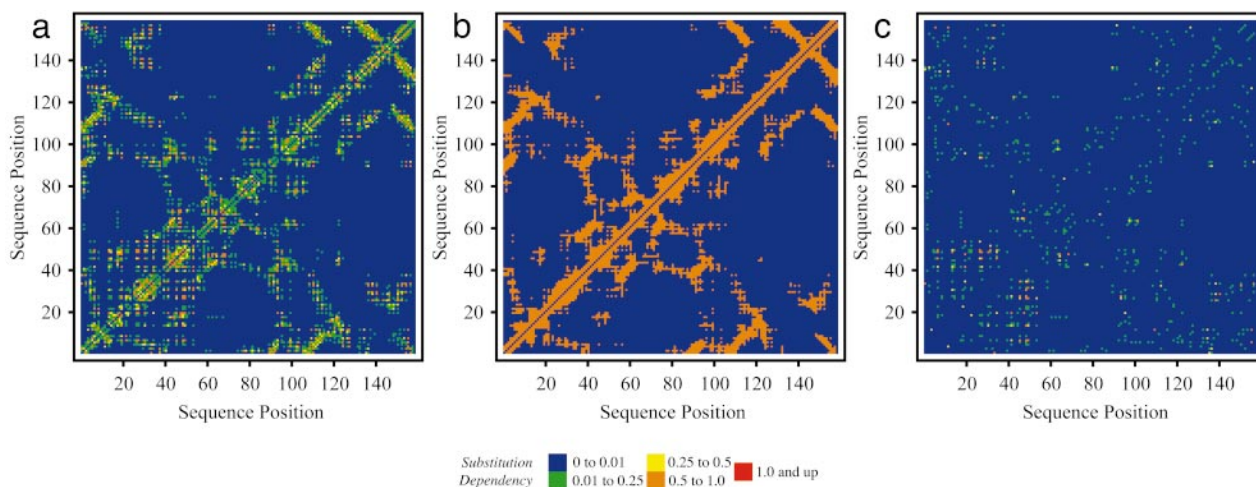 a
b
c
140
120
100
80
60
40
20
Sequence Position
20 40 60 80 100 120 140
Sequence Position
140
120
100
80
60
40
20
Sequence Position
20 40 60 80 100 120 140
Sequence Position
140
120
100
80
60
40
20
Sequence Position
20 40 60 80 100 120 140
Sequence Position
Substitution
Dependency
0 to 0.01
0.01 to 0.25
0.25 to 0.5
0.5 to 1.0
1.0 and up